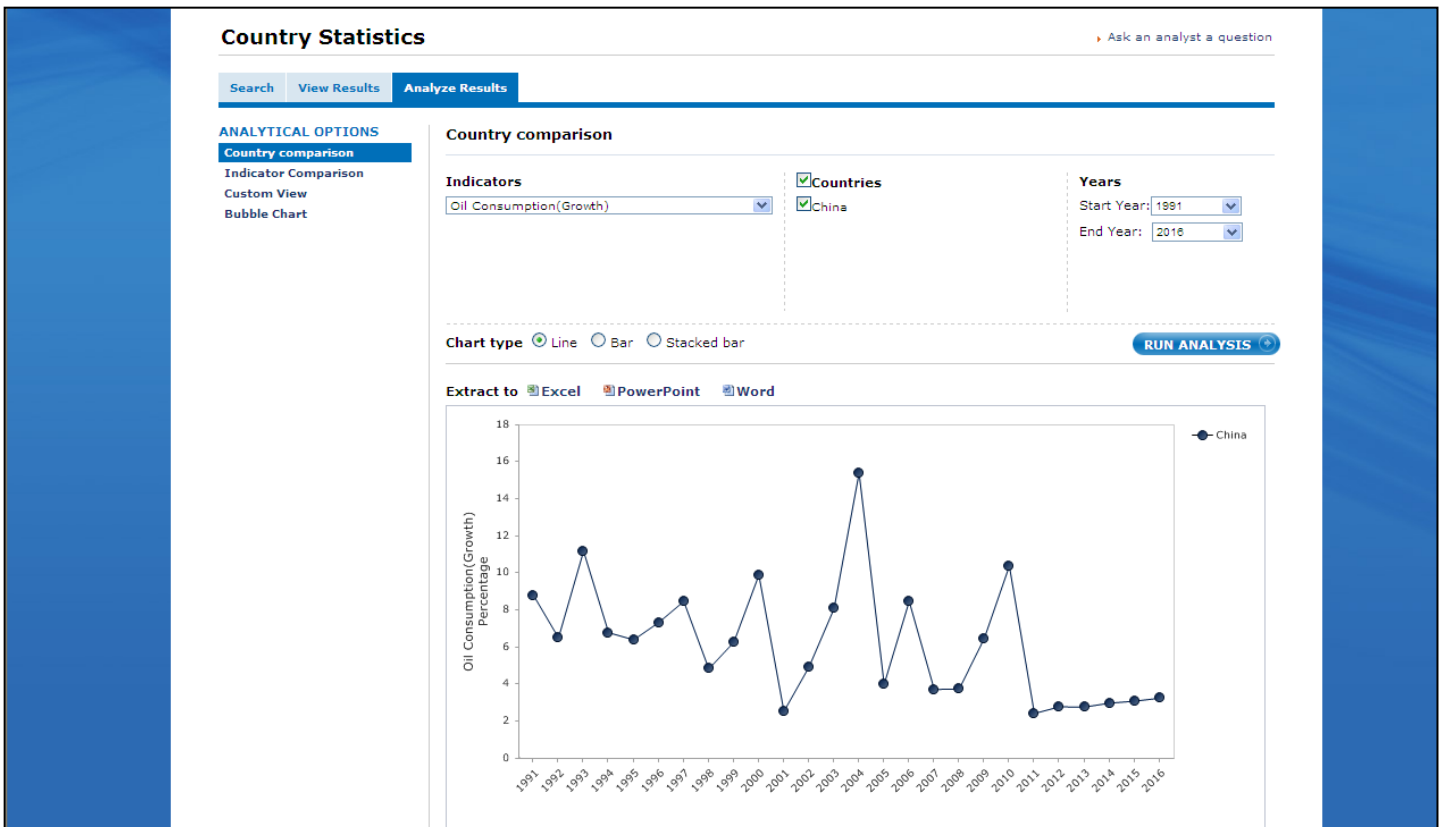 Country Statistics
Ask an analyst a question
Search View Results Analyze Results
ANALYTICAL OPTIONS
Country comparison
Indicator Comparison
Custom View
Bubble Chart
Country comparison
Indicators
Oil Consumption(Growth)
Countries
China
Years
Start Year: 1991
End Year: 2016
Chart type Line Bar Stacked bar
RUN ANALYSIS
Extract to Excel PowerPoint Word
Oil Consumption(Growth)
Percentage
18
16
14
12
10
8
6
4
2
0
1991 1992 1993 1994 1995 1996 1997 1998 1999 2000 2001 2002 2003 2004 2005 2006 2007 2008 2009 2010 2011 2012 2013 2014 2015 2016
China